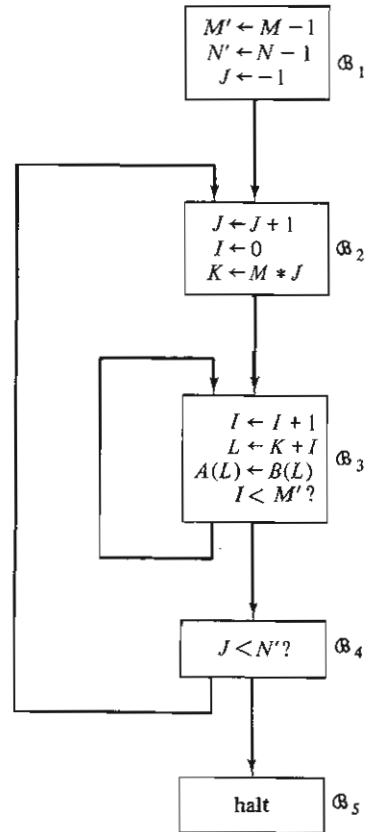 M′ ← M − 1
N′ ← N − 1
J ← −1
ℬ1
J ← J + 1
I ← 0
K ← M * J
ℬ2
I ← I + 1
L ← K + I
A(L) ← B(L)
I < M′?
ℬ3
J < N′?
ℬ4
halt
ℬ5